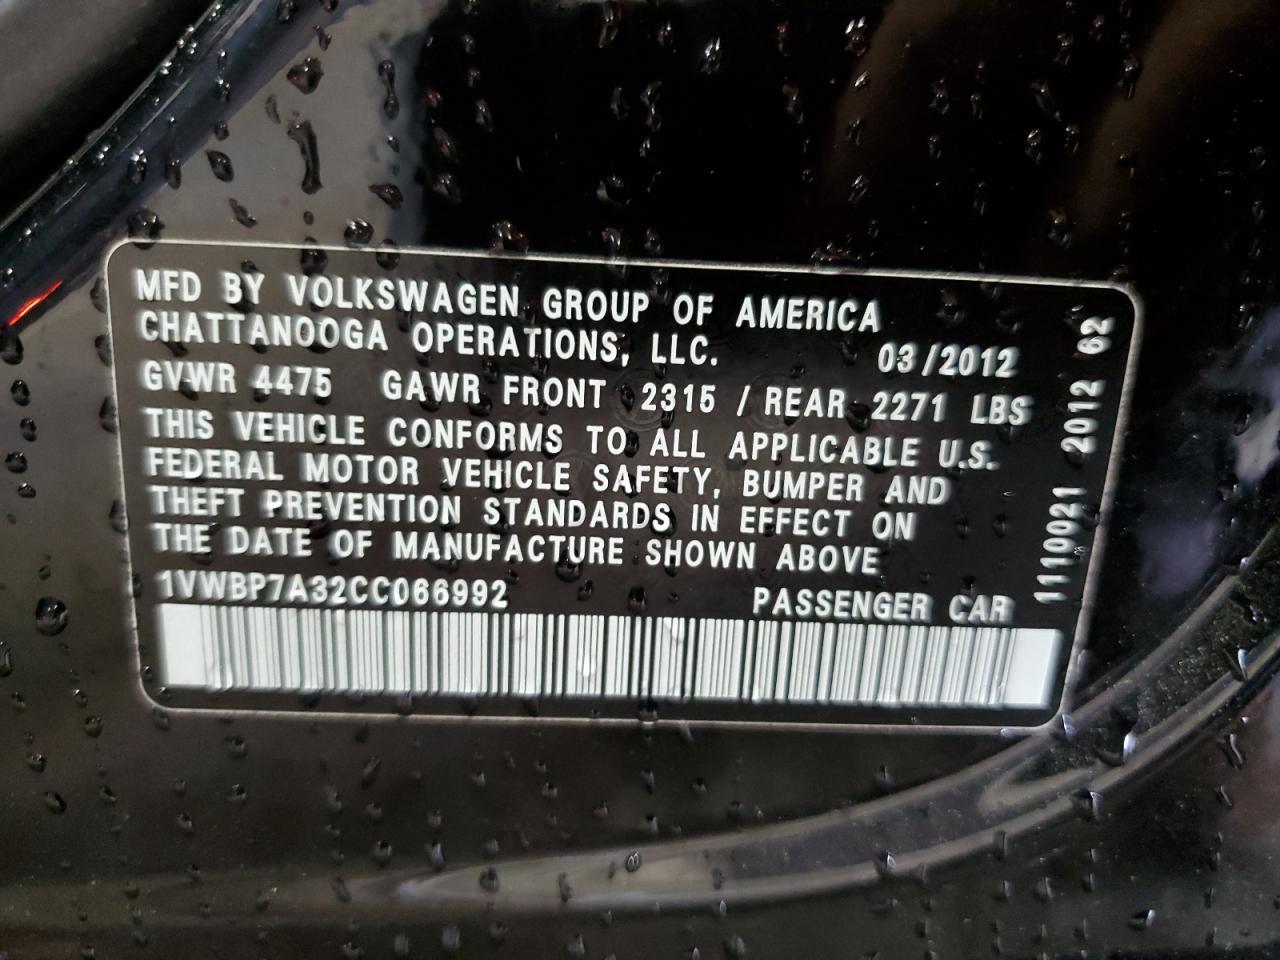 MFD BY VOLKSWAGEN GROUP OF AMERICA
CHATTANOOGA OPERATIONS, LLC. 03/2012
GVWR 4475 GAWR FRONT 2315 / REAR 2271 LBS
THIS VEHICLE CONFORMS TO ALL APPLICABLE U.S.
FEDERAL MOTOR VEHICLE SAFETY, BUMPER AND
THEFT PREVENTION STANDARDS IN EFFECT ON
THE DATE OF MANUFACTURE SHOWN ABOVE
1VWBP7A32CC066992 PASSENGER CAR
1110021 2012 62